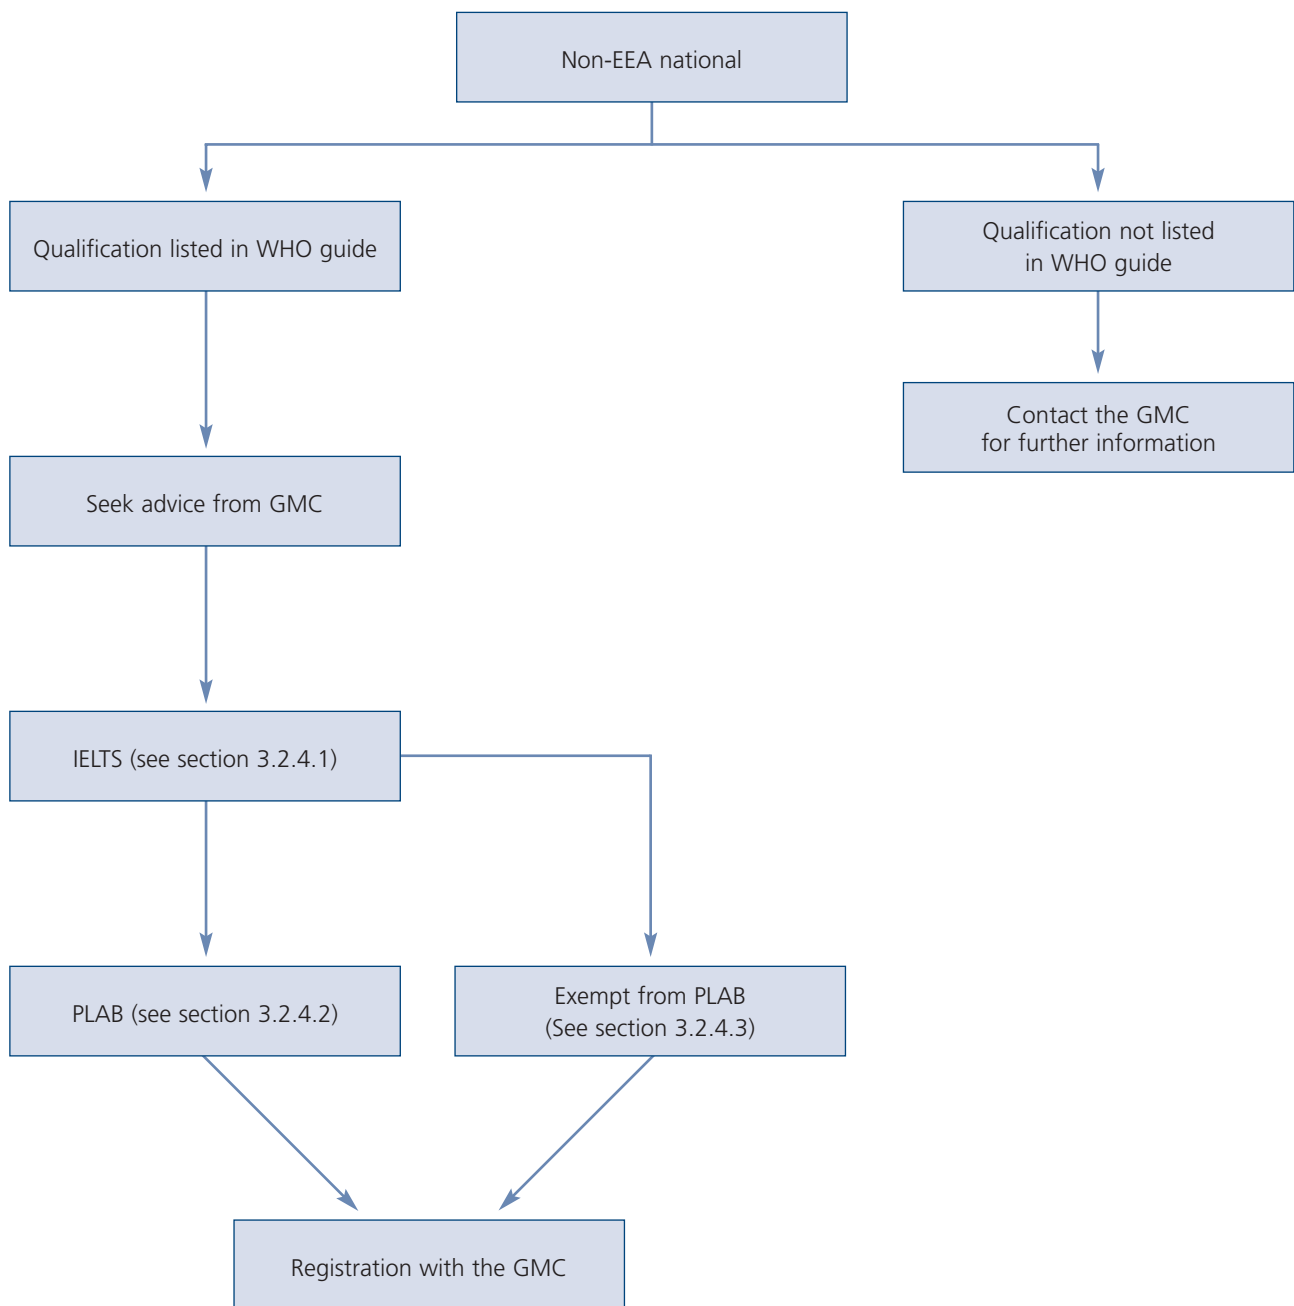 Non-EEA national
Qualification listed in WHO guide
Qualification not listed
in WHO guide
Contact the GMC
for further information
Seek advice from GMC
IELTS (see section 3.2.4.1)
PLAB (see section 3.2.4.2)
Exempt from PLAB
(See section 3.2.4.3)
Registration with the GMC